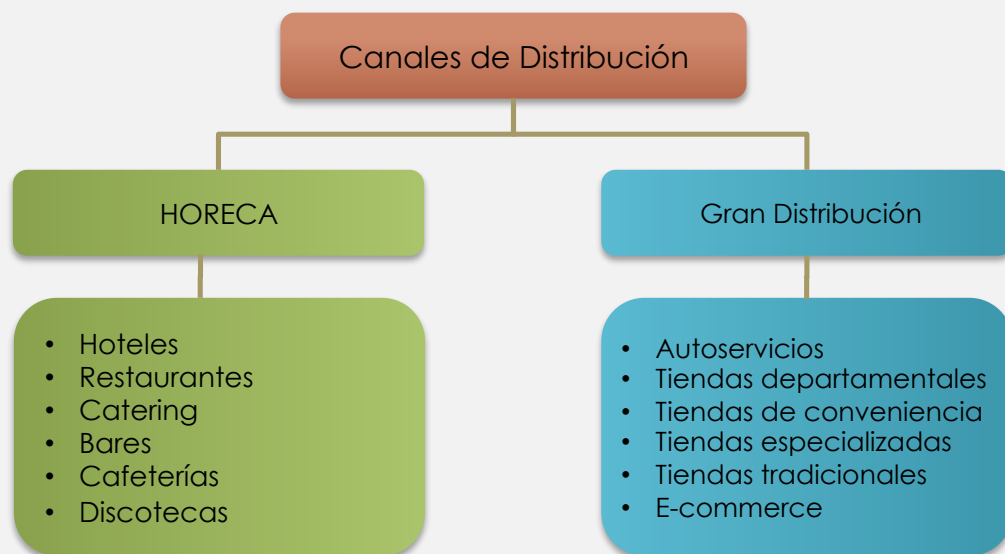 Canales de Distribución
HORECA
Gran Distribución
• Hoteles
• Restaurantes
• Catering
• Bares
• Cafeterías
• Discotecas
• Autoservicios
• Tiendas departamentales
• Tiendas de conveniencia
• Tiendas especializadas
• Tiendas tradicionales
• E-commerce